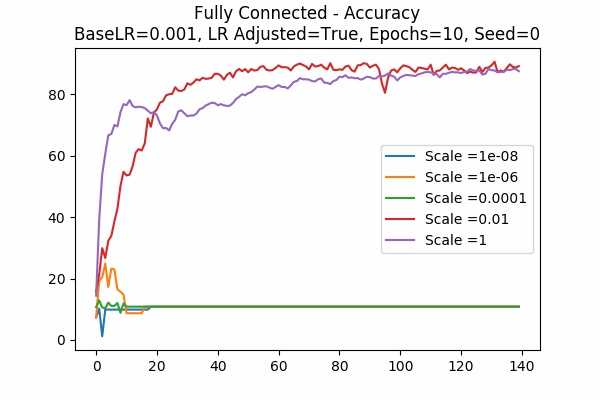 Fully Connected - Accuracy
BaseLR=0.001, LR Adjusted=True, Epochs=10, Seed=0
80
60
40
20
0
Scale =1e-08
Scale =1e-06
Scale =0.0001
Scale =0.01
Scale =1
0 20 40 60 80 100 120 140